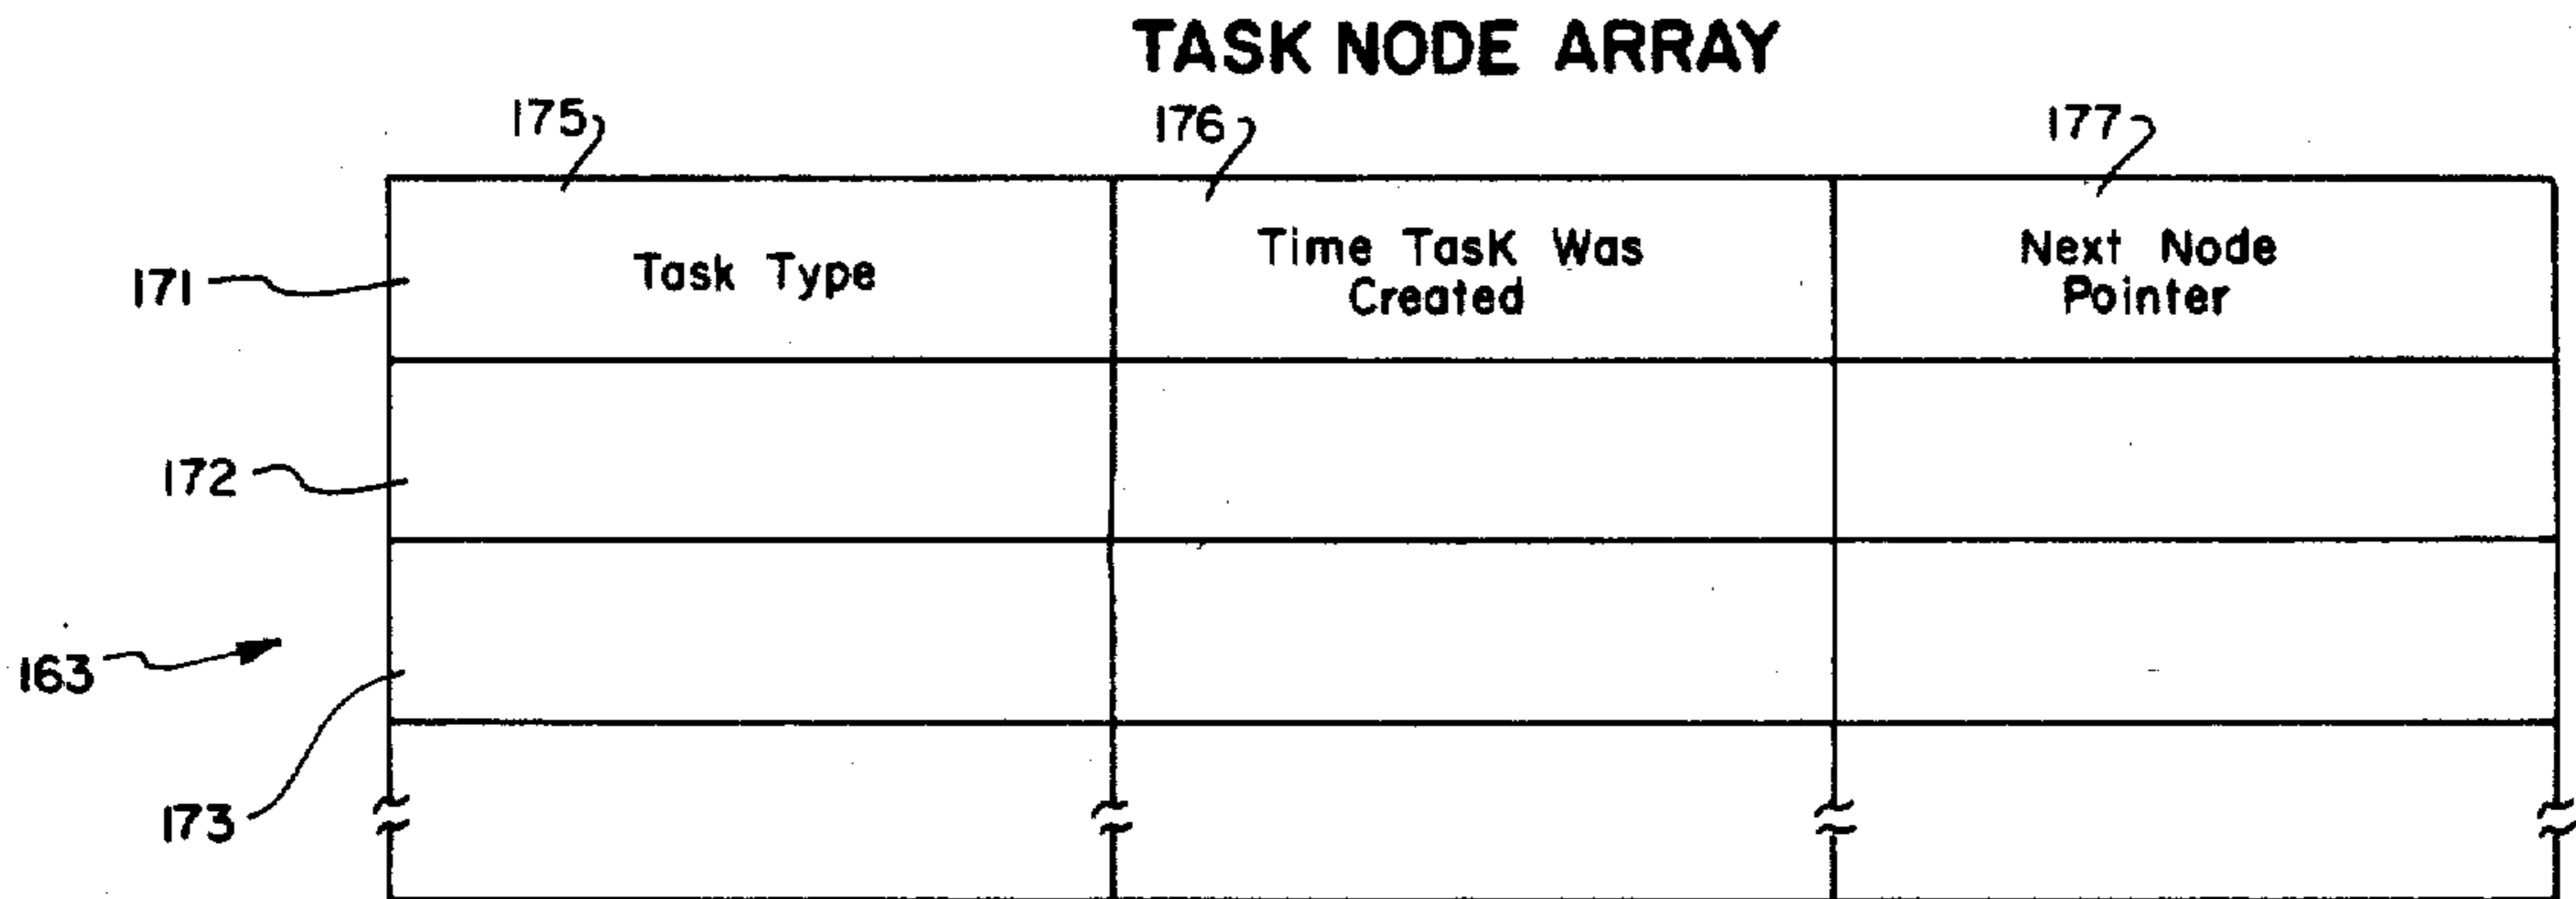 TASK NODE ARRAY
175
176
177
171
Task Type
Time TasK Was
Created
Next Node
Pointer
172
163
173